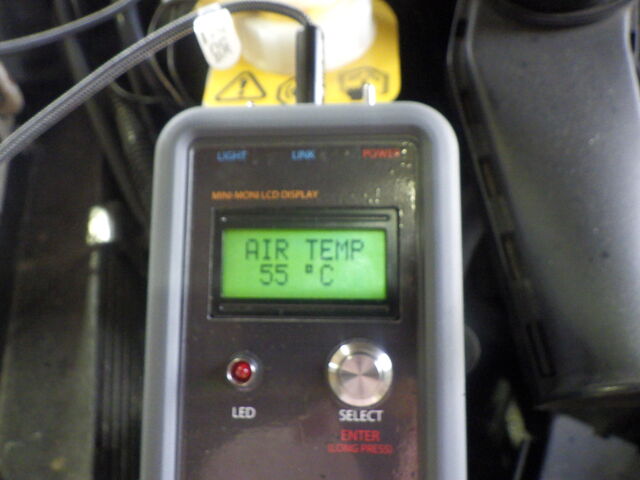 LIGHT LINK POWER
MINI-MONI LCD DISPLAY
AIR TEMP
55 °C
LED
SELECT
ENTER
(LONG PRESS)